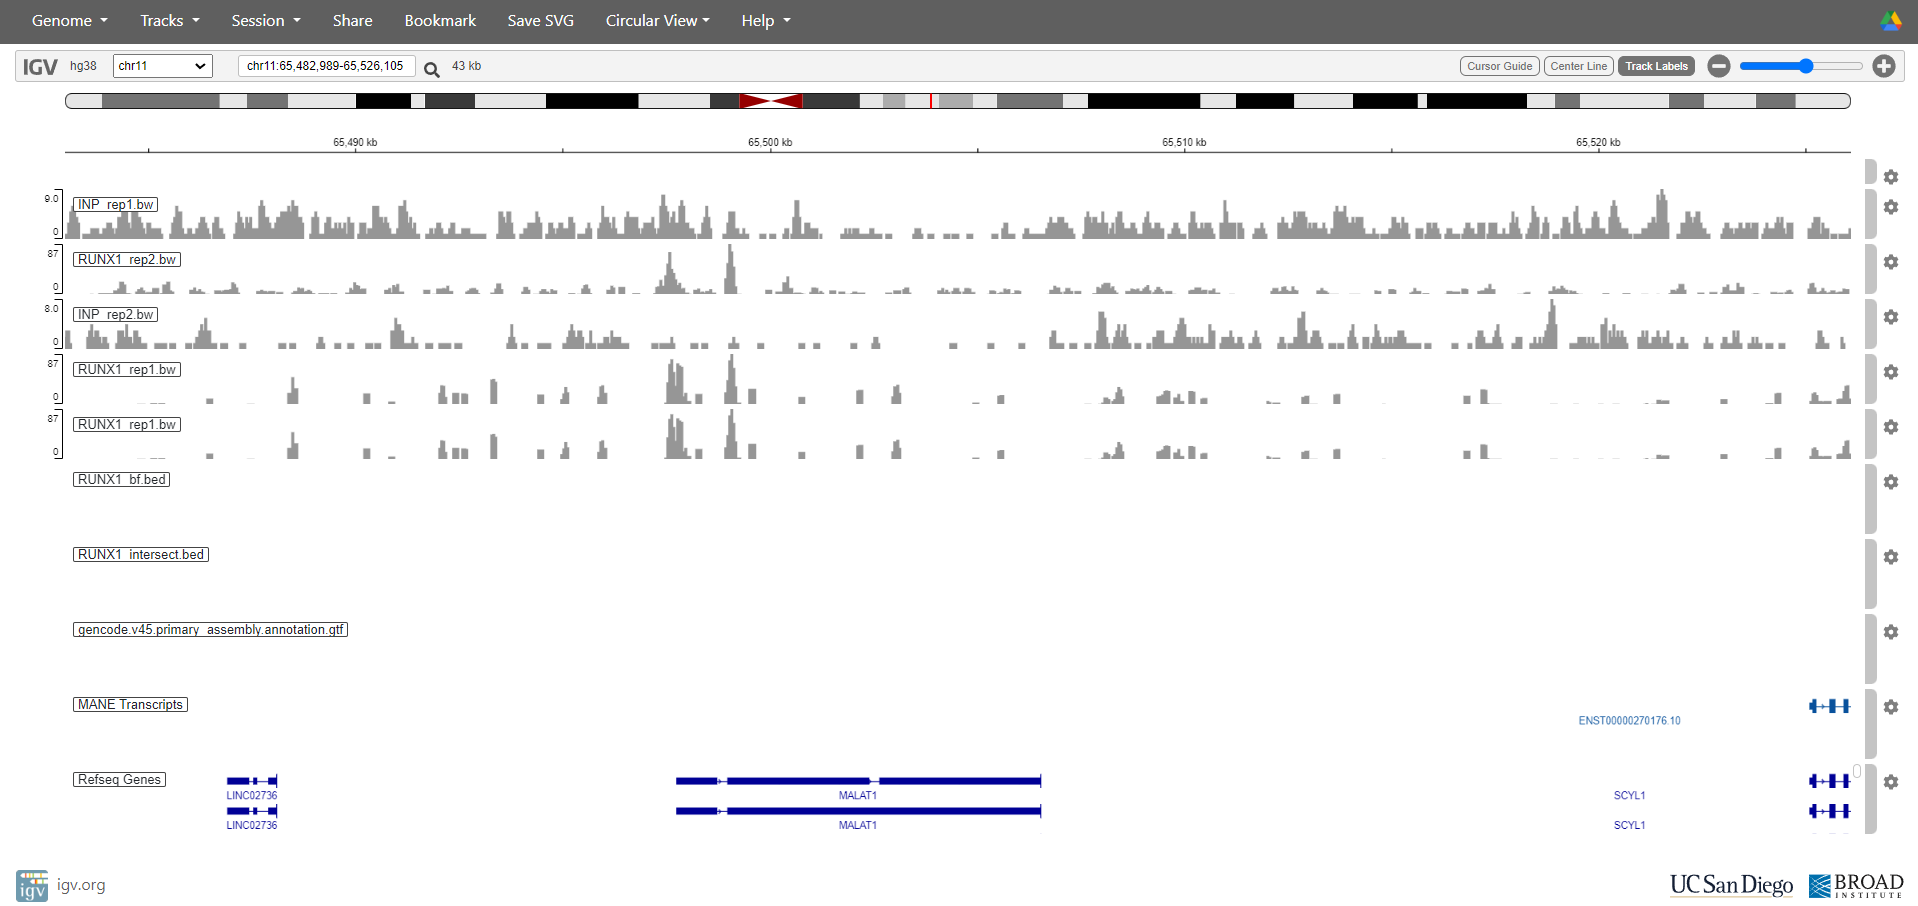 Genome Tracks Session Share Bookmark Save SVG Circular View Help
IGV hg38 chr11 chr11:65,482,989-65,526,105 43 kb Cursor Guide Center Line Track Labels
65,490 kb 65,500 kb 65,510 kb 65,520 kb
9.0
INP_rep1.bw
0
87
RUNX1_rep2.bw
0
8.0
INP_rep2.bw
0
87
RUNX1_rep1.bw
0
87
RUNX1_rep1.bw
0
RUNX1_bf.bed
RUNX1_intersect.bed
gencode.v45.primary_assembly.annotation.gtf
MANE Transcripts
ENST00000270176.10
Refseq Genes
LINC02736 MALAT1 SCYL1
LINC02736 MALAT1 SCYL1
igv igv.org UC San Diego BROAD
INSTITUTE